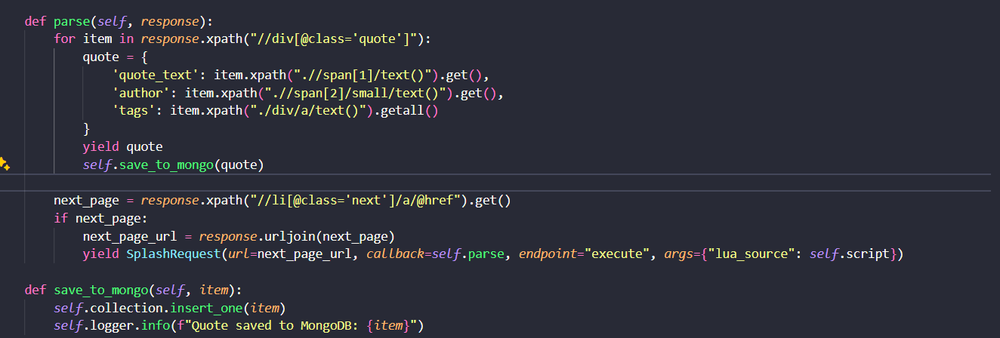 def parse(self, response):
    for item in response.xpath("//div[@class='quote']"):
        quote = {
            'quote_text': item.xpath(".//span[1]/text()").get(),
            'author': item.xpath(".//span[2]/small/text()").get(),
            'tags': item.xpath("./div/a/text()").getall()
        }
        yield quote
        self.save_to_mongo(quote)

    next_page = response.xpath("//li[@class='next']/a/@href").get()
    if next_page:
        next_page_url = response.urljoin(next_page)
        yield SplashRequest(url=next_page_url, callback=self.parse, endpoint="execute", args={"lua_source": self.script})

def save_to_mongo(self, item):
    self.collection.insert_one(item)
    self.logger.info(f"Quote saved to MongoDB: {item}")